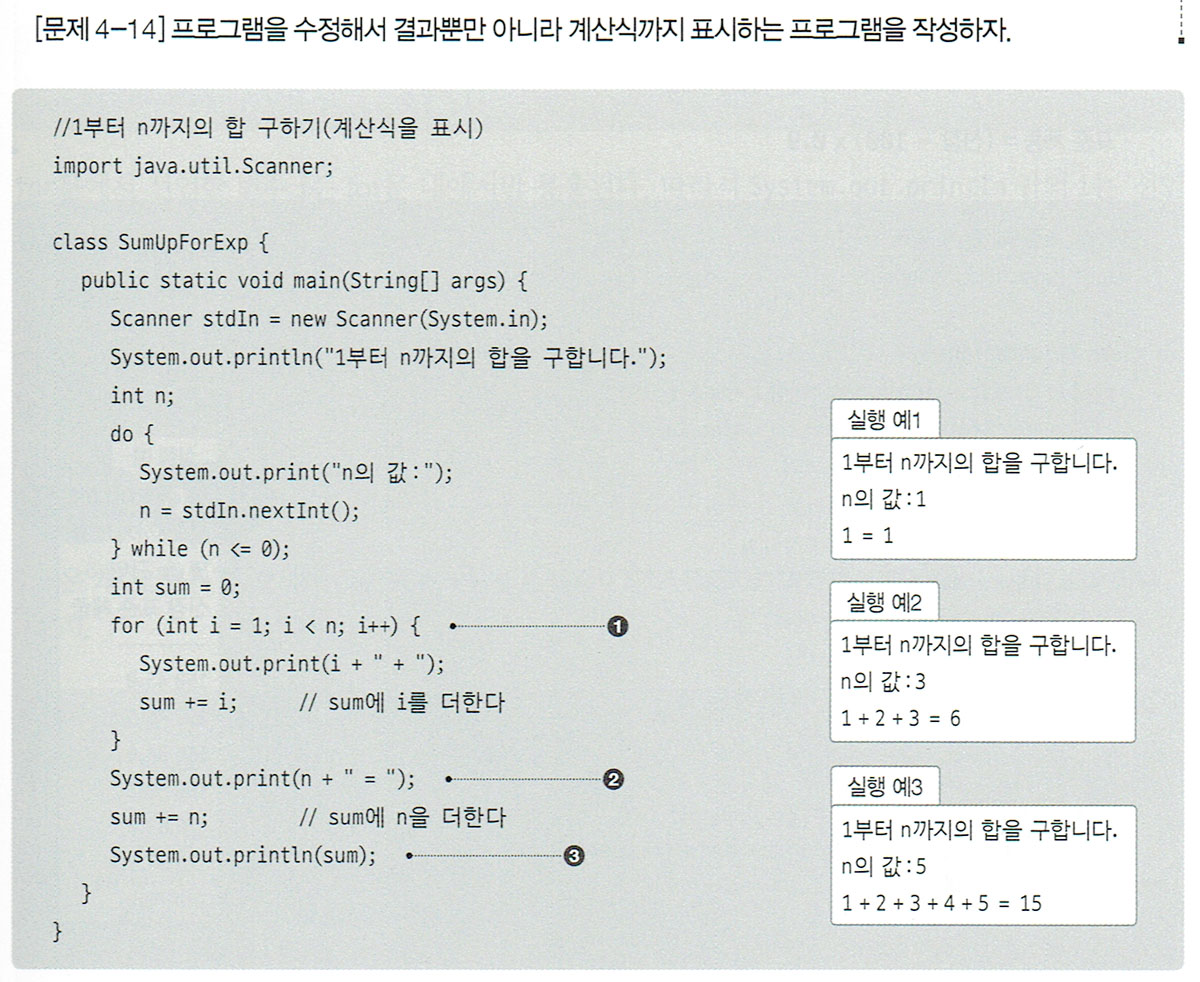 [문제 4-14] 프로그램을 수정해서 결과뿐만 아니라 계산식까지 표시하는 프로그램을 작성하자.
//1부터 n까지의 합 구하기(계산식을 표시)
import java.util.Scanner;
class SumUpForExp {
public static void main(String[] args) {
Scanner stdIn = new Scanner(System.in);
System.out.println("1부터 n까지의 합을 구합니다.");
int n;
do {
System.out.print("n의 값:");
n = stdIn.nextInt();
} while (n <= 0);
int sum = 0;
for (int i = 1; i < n; i++) { ❶
System.out.print(i + " + ");
sum += i; // sum에 i를 더한다
}
System.out.print(n + " = "); ❷
sum += n; // sum에 n을 더한다
System.out.println(sum); ❸
}
}
실행 예1
1부터 n까지의 합을 구합니다.
n의 값:1
1 = 1
실행 예2
1부터 n까지의 합을 구합니다.
n의 값:3
1+2+3 = 6
실행 예3
1부터 n까지의 합을 구합니다.
n의 값:5
1+2+3+4+5 = 15